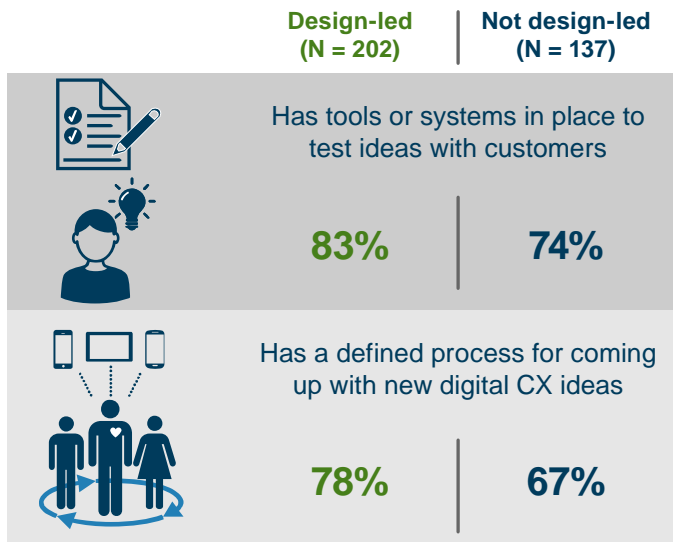 Design-led
(N = 202)
Not design-led
(N = 137)
Has tools or systems in place to
test ideas with customers
83%
74%
Has a defined process for coming
up with new digital CX ideas
78%
67%